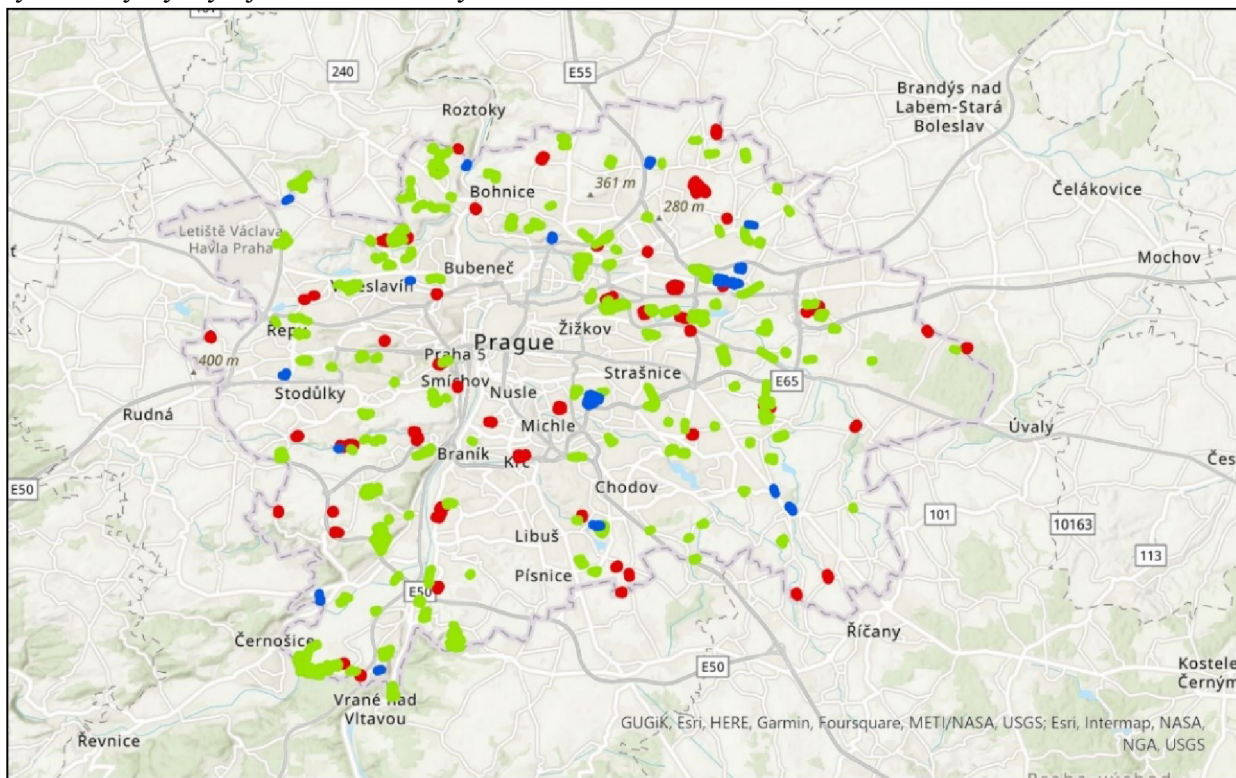 240
E55
Brandýs nad
Labem-Stará
Boleslav
Roztoky
Čelákovice
Bohnice
361 m
280 m
Letiště Václava
Havla Praha
Mochov
Bubeneč
Řepy
Žižkov
Prague
400 m
Praha 5
Strašnice
E65
Smíchov
Nusle
Stodůlky
Rudná
Michle
Úvaly
Braník
Krč
E50
Chodov
101
10163
113
Libuš
Písnice
E50
Černošice
Říčany
E50
Kostelec
Černým
Vrané nad
Vltavou
GUGiK, Esri, HERE, Garmin, Foursquare, METI/NASA, USGS; Esri, Intermap, NASA,
NGA, USGS
Řevnice